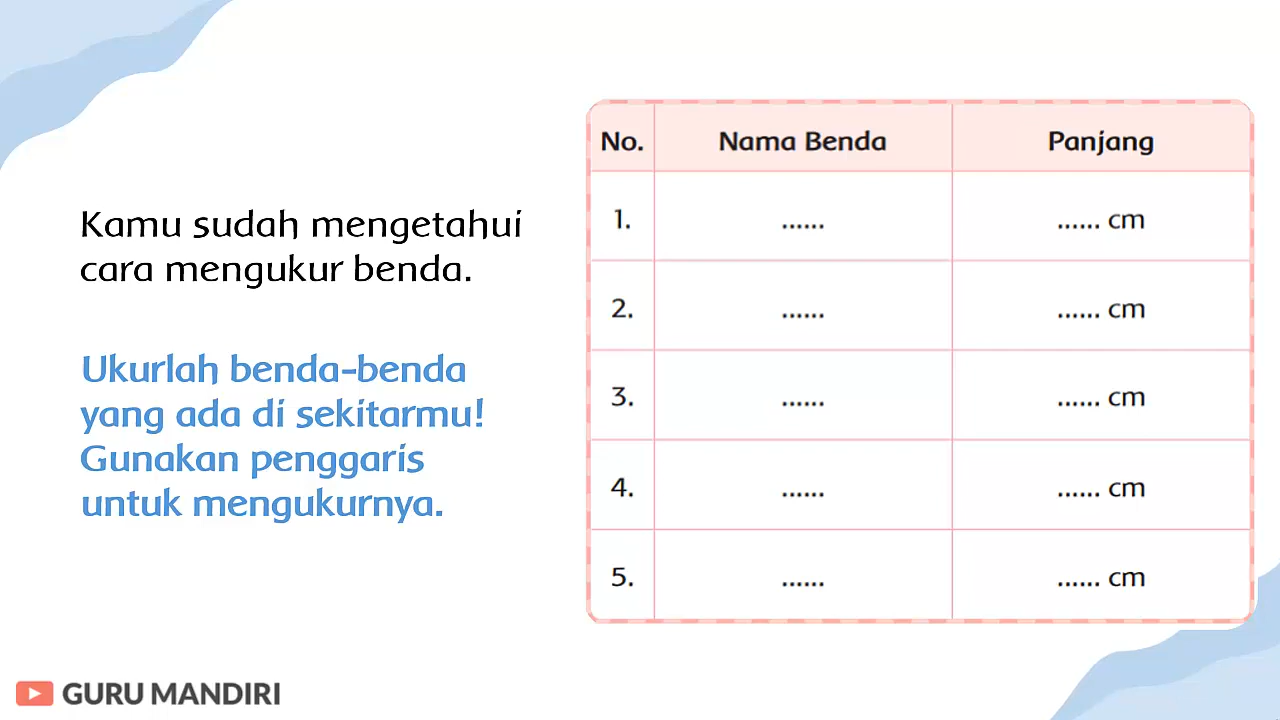 Kamu sudah mengetahui
cara mengukur benda.
Ukurlah benda-benda
yang ada di sekitarmu!
Gunakan penggaris
untuk mengukurnya.
No. Nama Benda Panjang
1. ...... ...... cm
2. ...... ...... cm
3. ...... ...... cm
4. ...... ...... cm
5. ...... ...... cm
GURU MANDIRI